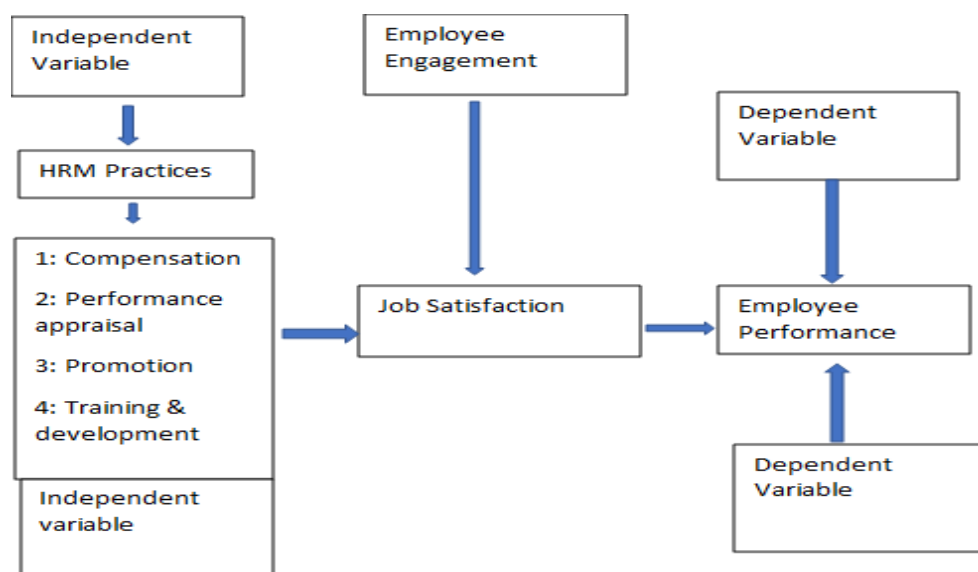 Independent
Variable
HRM Practices
1: Compensation
2: Performance
appraisal
3: Promotion
4: Training &
development
Independent
variable
Employee
Engagement
Job Satisfaction
Dependent
Variable
Employee
Performance
Dependent
Variable